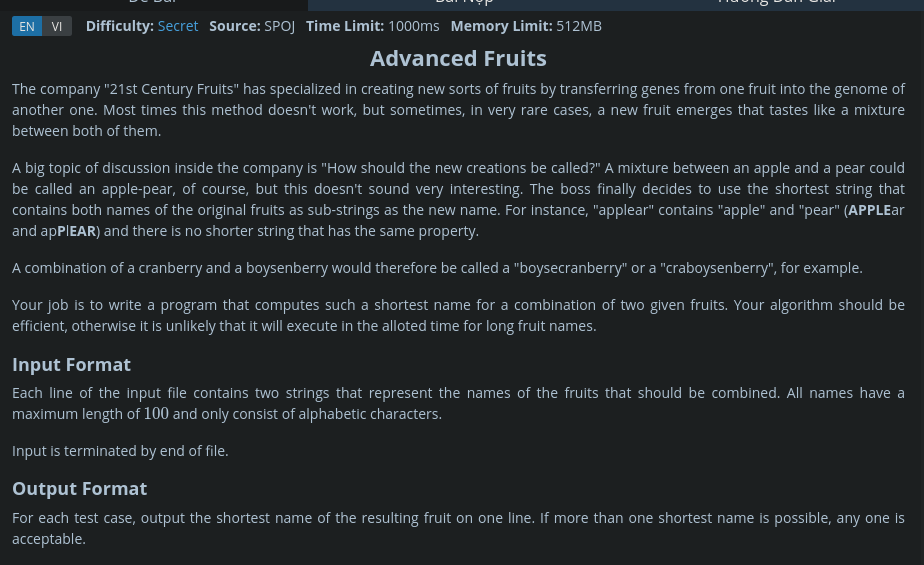 EN VI Difficulty: Secret Source: SPOJ Time Limit: 1000ms Memory Limit: 512MB
Advanced Fruits
The company "21st Century Fruits" has specialized in creating new sorts of fruits by transferring genes from one fruit into the genome of
another one. Most times this method doesn't work, but sometimes, in very rare cases, a new fruit emerges that tastes like a mixture
between both of them.
A big topic of discussion inside the company is "How should the new creations be called?" A mixture between an apple and a pear could
be called an apple-pear, of course, but this doesn't sound very interesting. The boss finally decides to use the shortest string that
contains both names of the original fruits as sub-strings as the new name. For instance, "applear" contains "apple" and "pear" (APPLEar
and apPlEAR) and there is no shorter string that has the same property.
A combination of a cranberry and a boysenberry would therefore be called a "boysecranberry" or a "craboysenberry", for example.
Your job is to write a program that computes such a shortest name for a combination of two given fruits. Your algorithm should be
efficient, otherwise it is unlikely that it will execute in the alloted time for long fruit names.
Input Format
Each line of the input file contains two strings that represent the names of the fruits that should be combined. All names have a
maximum length of 100 and only consist of alphabetic characters.
Input is terminated by end of file.
Output Format
For each test case, output the shortest name of the resulting fruit on one line. If more than one shortest name is possible, any one is
acceptable.